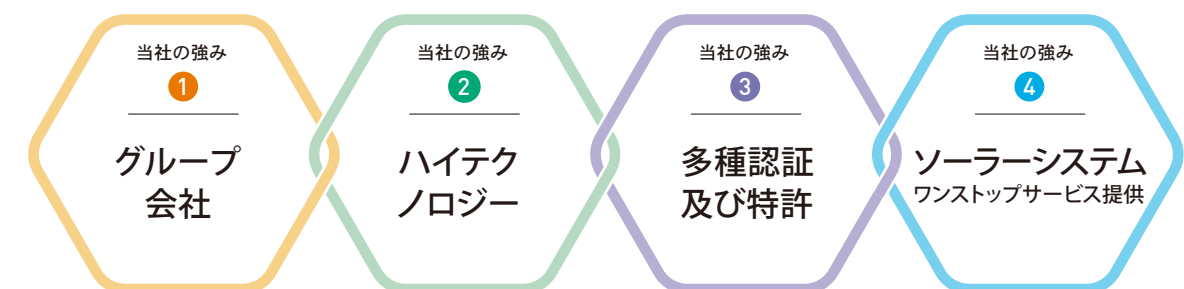 当社の強み
1
グループ
会社
当社の強み
2
ハイテク
ノロジー
当社の強み
3
多種認証
及び特許
当社の強み
4
ソーラーシステム
ワンストップサービス提供